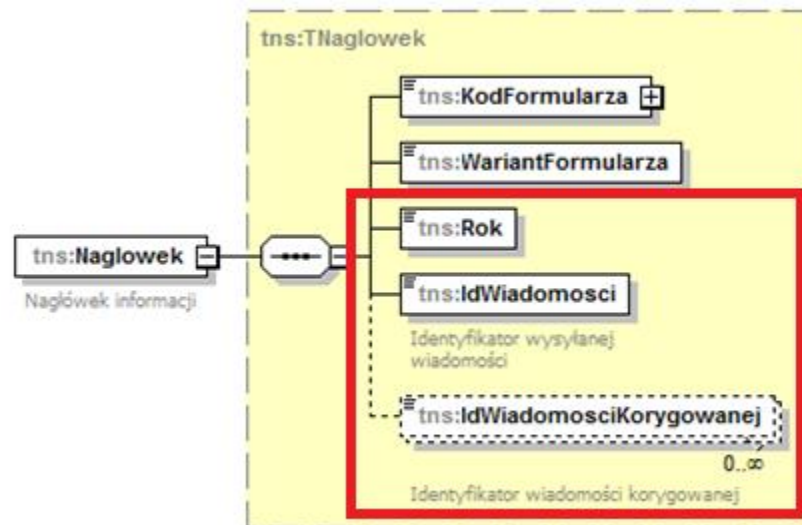 tns:TNaglowek
tns:KodFormularza
tns:WariantFormularza
tns:Rok
tns:Naglowek
Nagłówek informacji
tns:IdWiadomosci
Identyfikator wysyłanej
wiadomości
tns:IdWiadomosciKorygowanej
0..∞
Identyfikator wiadomości korygowanej